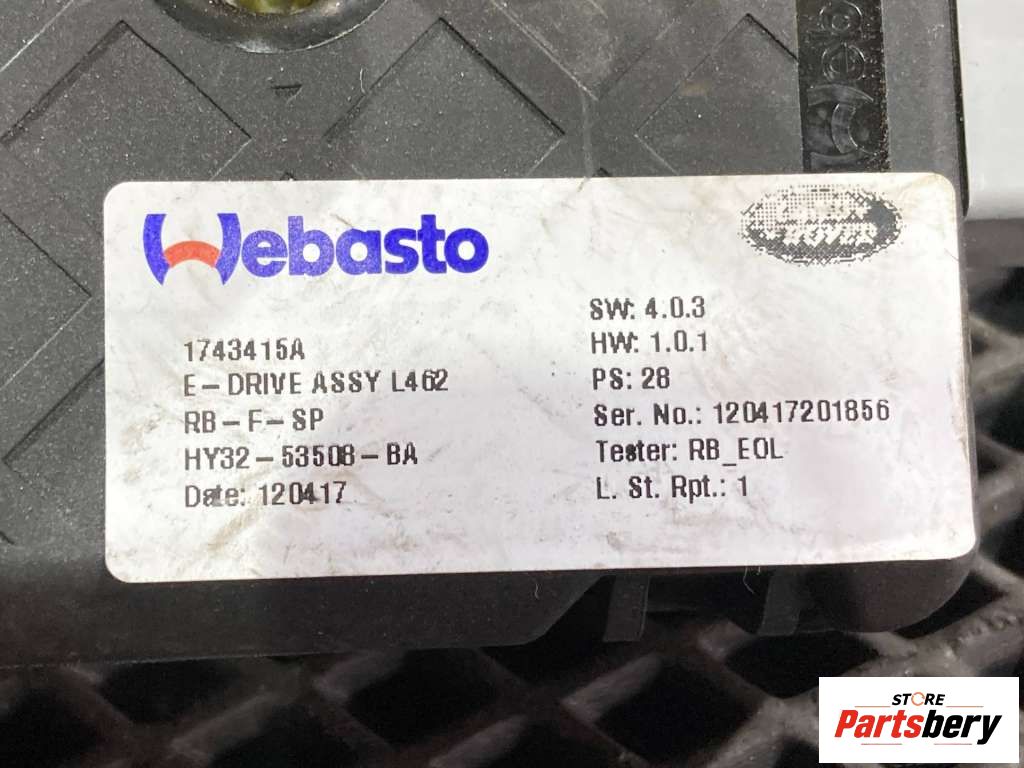 Webasto
1743415A
E-DRIVE ASSY L462
RB-F-SP
HY32-53508-BA
Date: 120417
SW: 4.0.3
HW: 1.0.1
PS: 28
Ser. No.: 120417201856
Tester: RB_EOL
L. St. Rpt.: 1
STORE
Partsbery